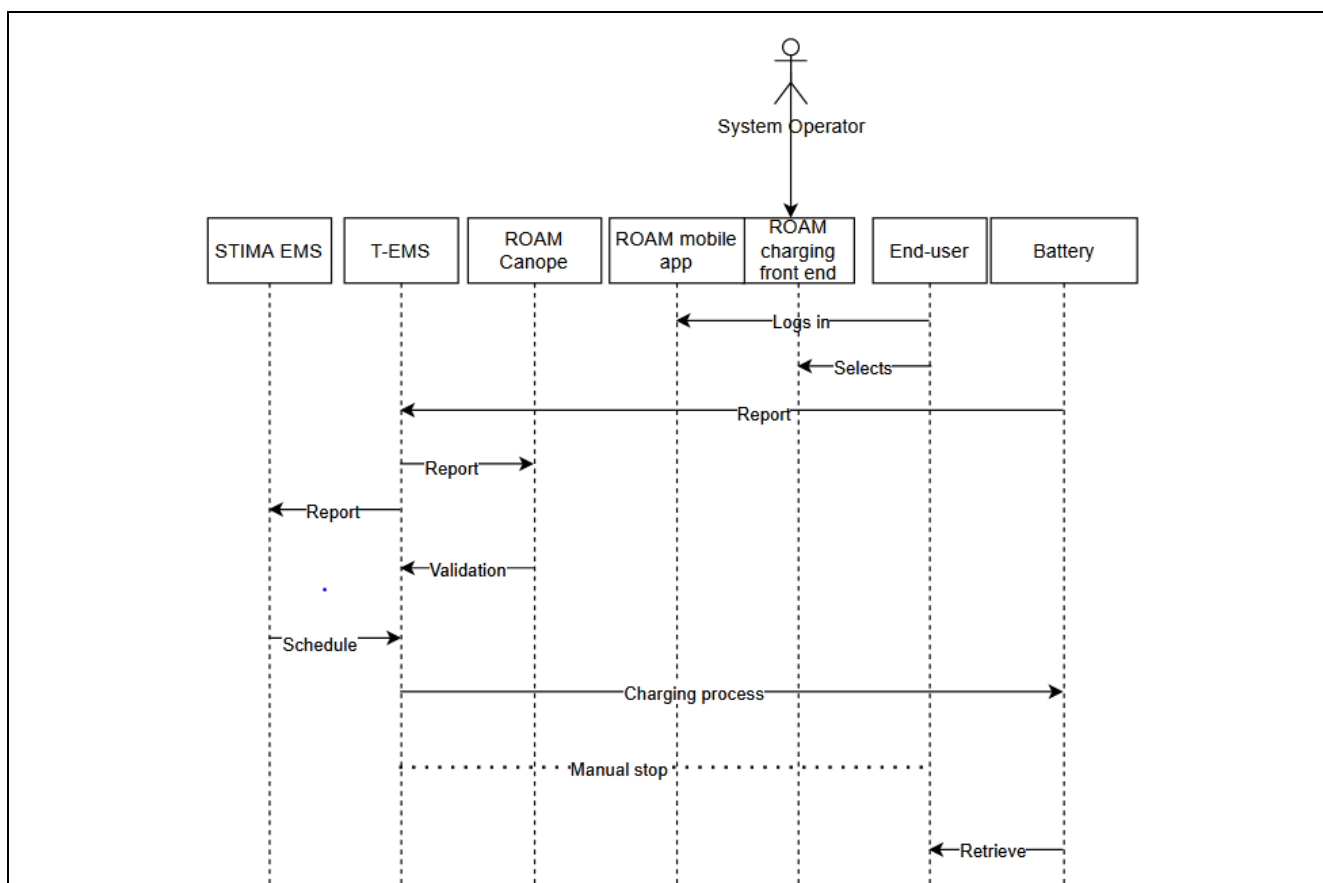 System Operator
STIMA EMS
T-EMS
ROAM
Canope
ROAM mobile
app
ROAM
charging
front end
End-user
Battery
Logs in
Selects
Report
Report
Report
Validation
Schedule
Charging process
Manual stop
Retrieve